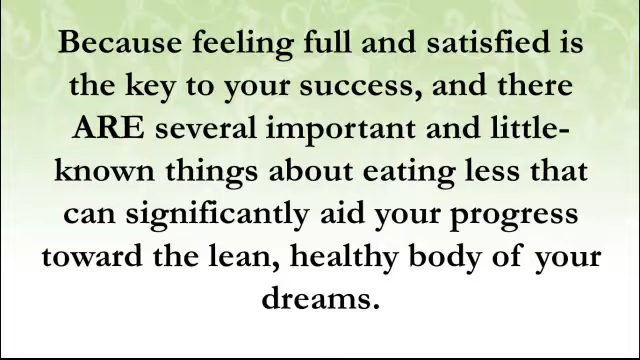 Because feeling full and satisfied is
the key to your success, and there
ARE several important and little-
known things about eating less that
can significantly aid your progress
toward the lean, healthy body of your
dreams.